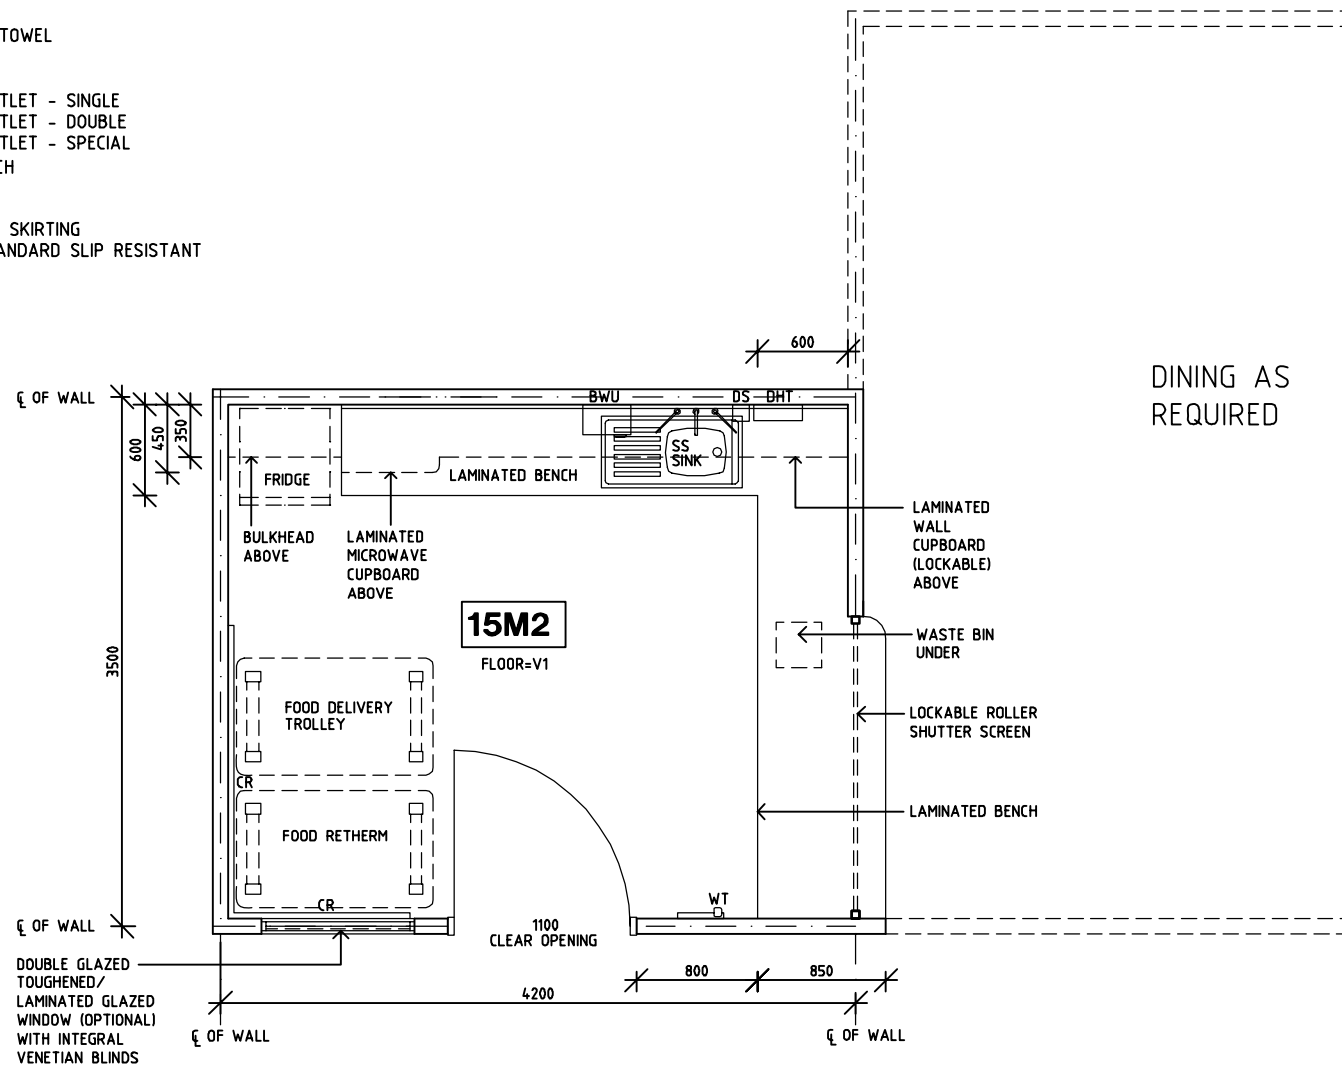 TOWEL
TLET - SINGLE
TLET - DOUBLE
TLET - SPECIAL
CH
SKIRTING
ANDARD SLIP RESISTANT
600
DINING AS
REQUIRED
℄ OF WALL
600
450
350
BWU
DS
DHT
SS
SINK
FRIDGE
LAMINATED BENCH
BULKHEAD
ABOVE
LAMINATED
MICROWAVE
CUPBOARD
ABOVE
LAMINATED
WALL
CUPBOARD
(LOCKABLE)
ABOVE
15M2
FLOOR=V1
WASTE BIN
UNDER
3500
FOOD DELIVERY
TROLLEY
LOCKABLE ROLLER
SHUTTER SCREEN
CR
FOOD RETHERM
LAMINATED BENCH
CR
WT
℄ OF WALL
1100
CLEAR OPENING
DOUBLE GLAZED
TOUGHENED/
LAMINATED GLAZED
WINDOW (OPTIONAL)
WITH INTEGRAL
VENETIAN BLINDS
800
850
4200
℄ OF WALL
℄ OF WALL